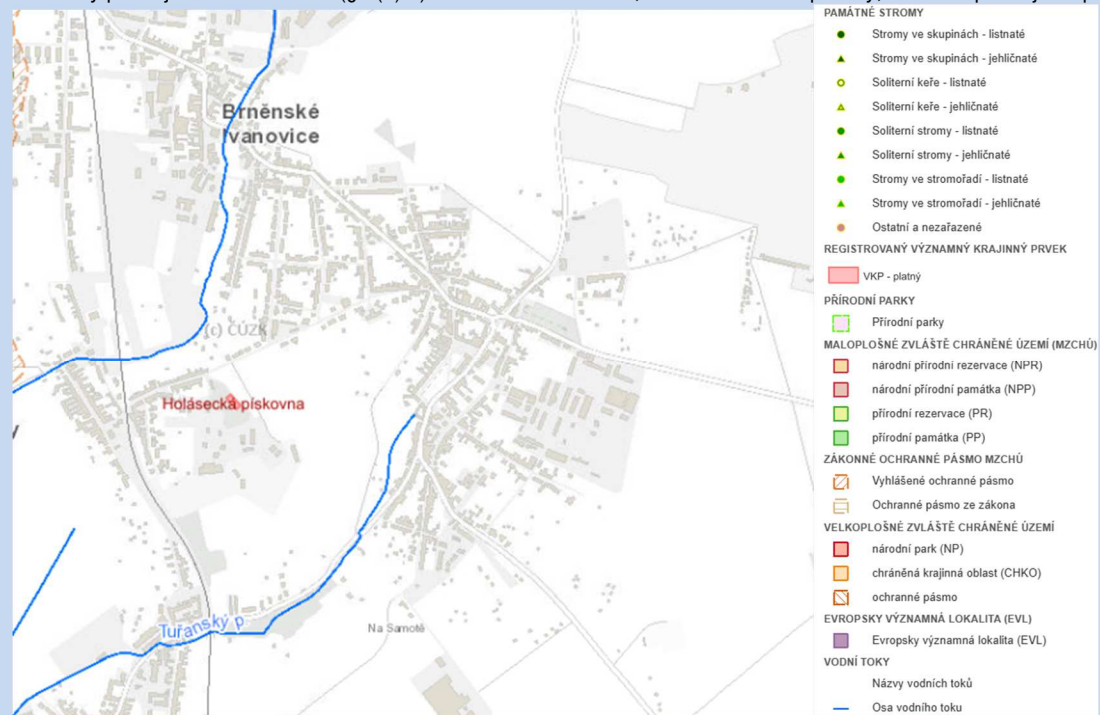 Brněnské
Ivanovice
(c) ČÚZK
Holásecká pískovna
Tuřanský p.
Na Samotě
PAMÁTNÉ STROMY
Stromy ve skupinách - listnaté
Stromy ve skupinách - jehličnaté
Soliterní keře - listnaté
Soliterní keře - jehličnaté
Soliterní stromy - listnaté
Soliterní stromy - jehličnaté
Stromy ve stromořadí - listnaté
Stromy ve stromořadí - jehličnaté
Ostatní a nezařazené
REGISTROVANÝ VÝZNAMNÝ KRAJINNÝ PRVEK
VKP - platný
PŘÍRODNÍ PARKY
Přírodní parky
MALOPLOŠNÉ ZVLÁŠTĚ CHRÁNĚNÉ ÚZEMÍ (MZCHÚ)
národní přírodní rezervace (NPR)
národní přírodní památka (NPP)
přírodní rezervace (PR)
přírodní památka (PP)
ZÁKONNÉ OCHRANNÉ PÁSMO MZCHÚ
Vyhlášené ochranné pásmo
Ochranné pásmo ze zákona
VELKOPLOŠNÉ ZVLÁŠTĚ CHRÁNĚNÉ ÚZEMÍ
národní park (NP)
chráněná krajinná oblast (CHKO)
ochranné pásmo
EVROPSKY VÝZNAMNÁ LOKALITA (EVL)
Evropsky významná lokalita (EVL)
VODNÍ TOKY
Názvy vodních toků
Osa vodního toku